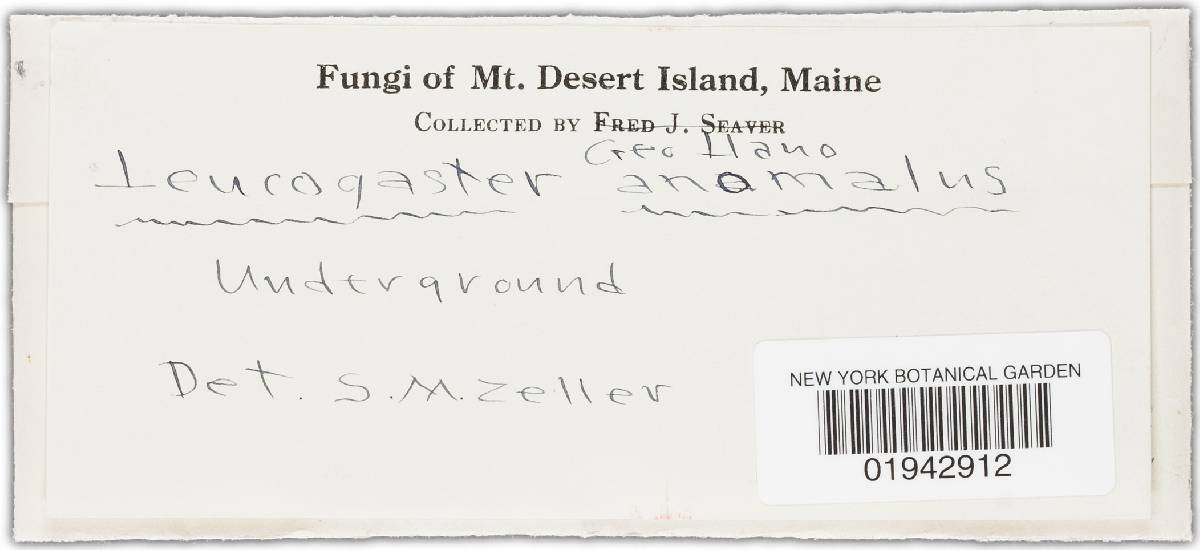 Fungi of Mt. Desert Island, Maine
COLLECTED BY FRED J. SEAVER
Geo Llano
Leucogaster anomalus
Underground
Det. S.M. Zeller
NEW YORK BOTANICAL GARDEN
01942912